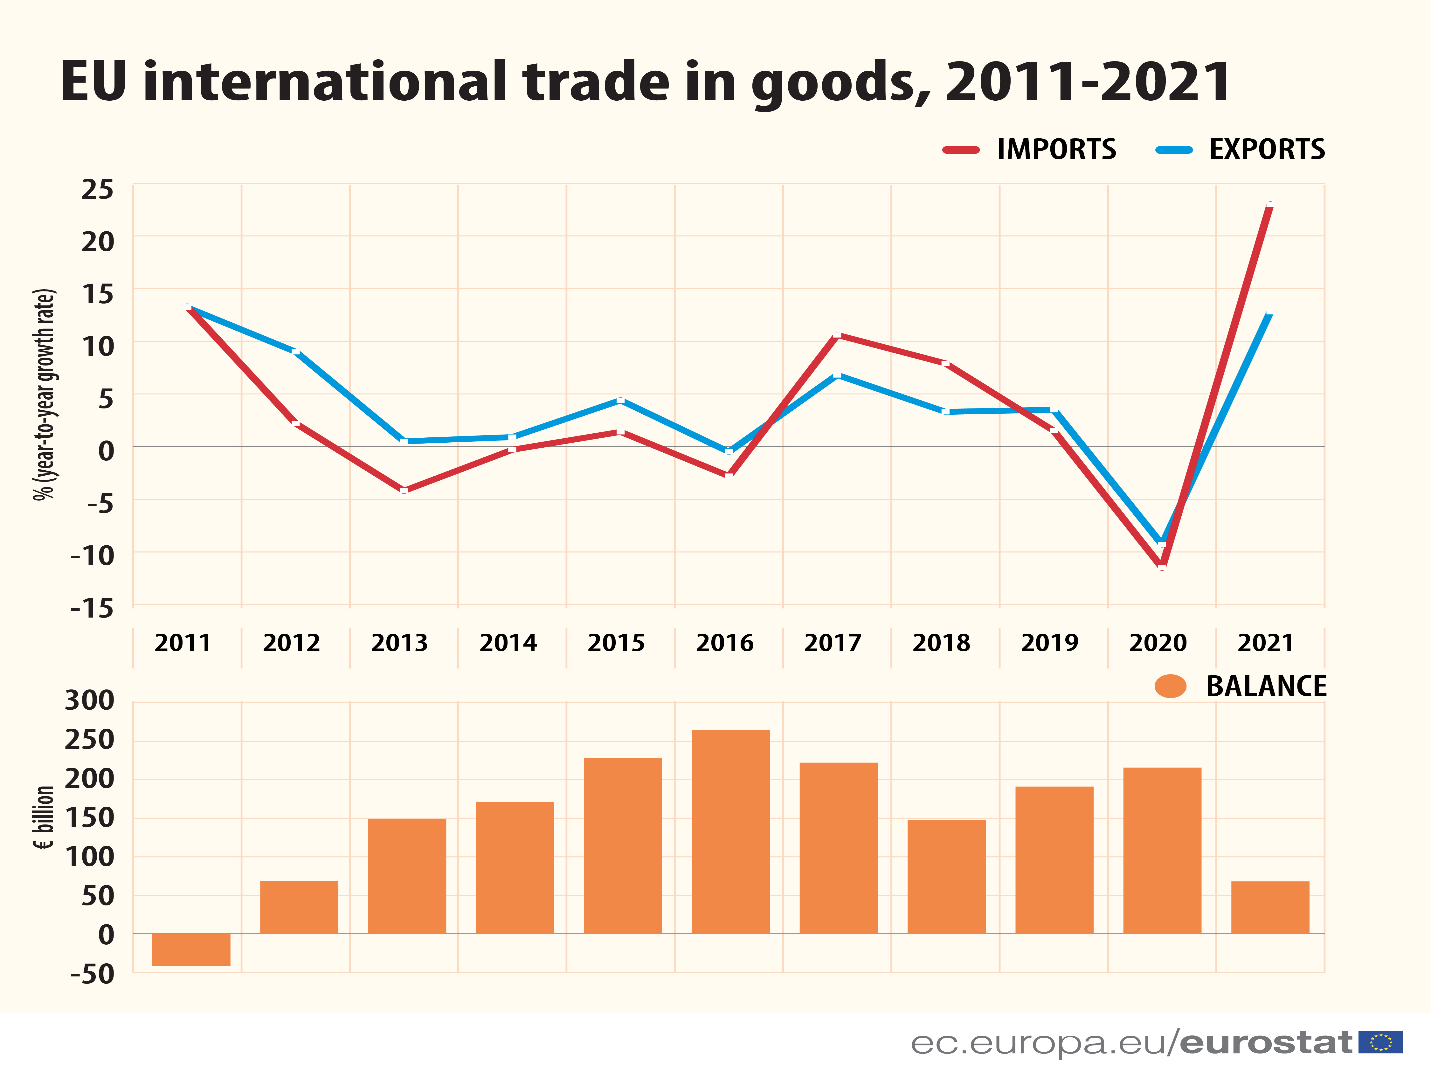 EU international trade in goods, 2011-2021
IMPORTS EXPORTS
% (year-to-year growth rate)
25
20
15
10
5
0
-5
-10
-15
2011 2012 2013 2014 2015 2016 2017 2018 2019 2020 2021
BALANCE
€ billion
300
250
200
150
100
50
0
-50
ec.europa.eu/eurostat